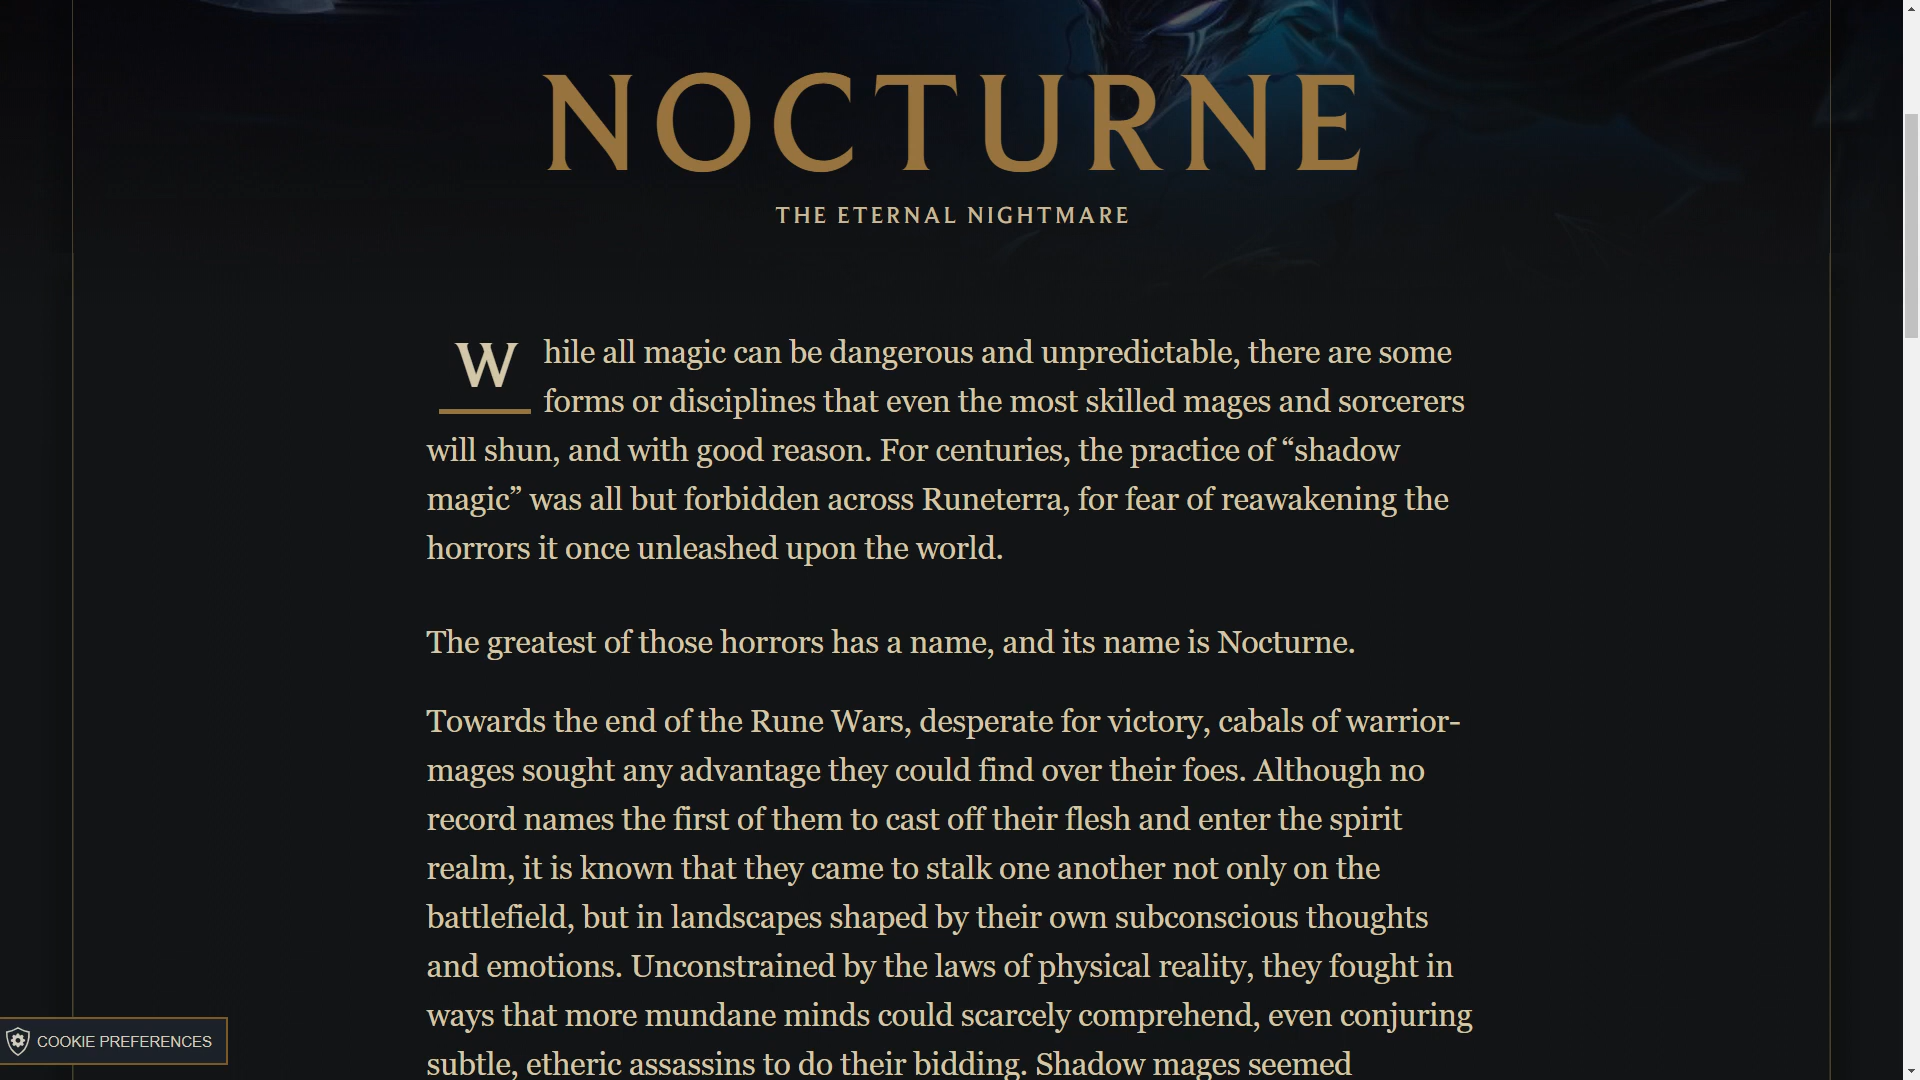 NOCTURNE
THE ETERNAL NIGHTMARE
While all magic can be dangerous and unpredictable, there are some
forms or disciplines that even the most skilled mages and sorcerers
will shun, and with good reason. For centuries, the practice of “shadow
magic” was all but forbidden across Runeterra, for fear of reawakening the
horrors it once unleashed upon the world.
The greatest of those horrors has a name, and its name is Nocturne.
Towards the end of the Rune Wars, desperate for victory, cabals of warrior-
mages sought any advantage they could find over their foes. Although no
record names the first of them to cast off their flesh and enter the spirit
realm, it is known that they came to stalk one another not only on the
battlefield, but in landscapes shaped by their own subconscious thoughts
and emotions. Unconstrained by the laws of physical reality, they fought in
ways that more mundane minds could scarcely comprehend, even conjuring
subtle, etheric assassins to do their bidding. Shadow mages seemed
COOKIE PREFERENCES